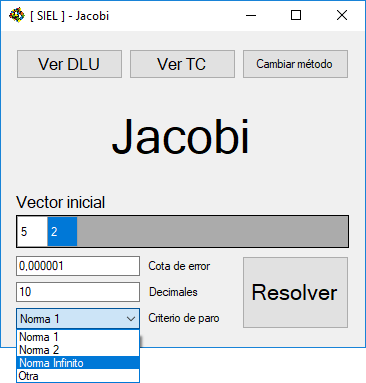 [ SIEL ] - Jacobi
Ver DLU Ver TC Cambiar método
Jacobi
Vector inicial
5 2
0,000001 Cota de error
10 Decimales
Resolver
Norma 1 Criterio de paro
Norma 1
Norma 2
Norma Infinito
Otra